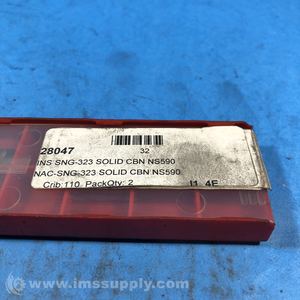 28047
32
INS SNG-323 SOLID CBN NS590
NAC-SNG-323 SOLID CBN NS590
Crib:110 PackQty: 2 I1 4F
© www.imssupply.com